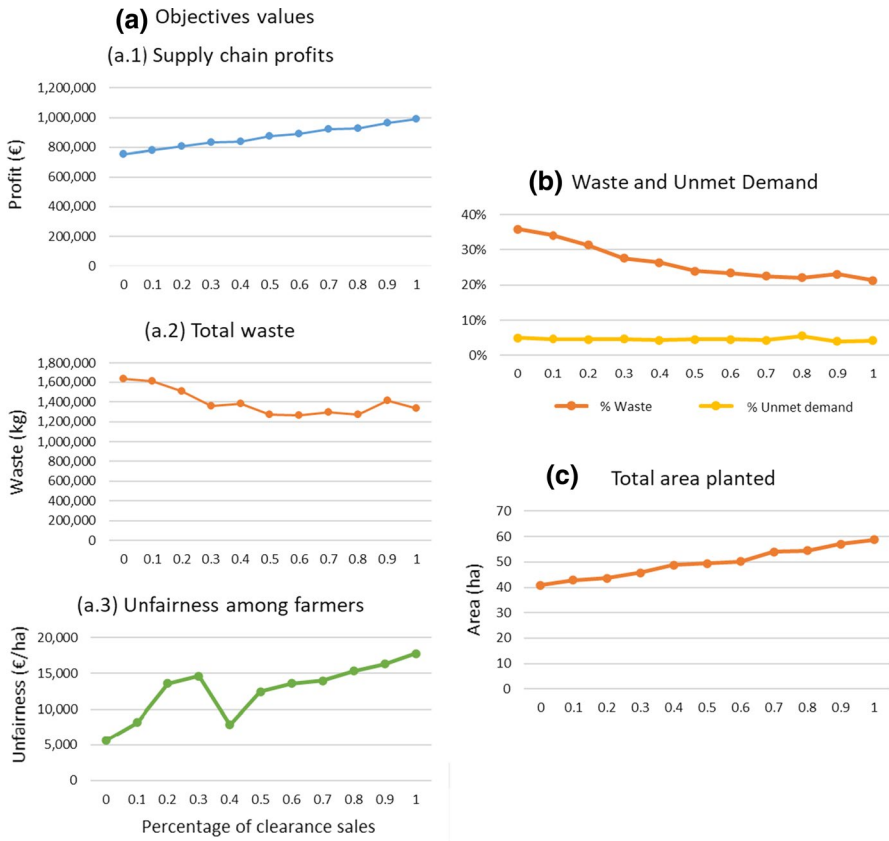 (a) Objectives values
(a.1) Supply chain profits
1,200,000
1,000,000
800,000
600,000
400,000
200,000
0
Profit (€)
0 0.1 0.2 0.3 0.4 0.5 0.6 0.7 0.8 0.9 1
(a.2) Total waste
1,800,000
1,600,000
1,400,000
1,200,000
1,000,000
800,000
600,000
400,000
200,000
0
Waste (kg)
0 0.1 0.2 0.3 0.4 0.5 0.6 0.7 0.8 0.9 1
(a.3) Unfairness among farmers
20,000
15,000
10,000
5,000
0
Unfairness (€/ha)
0 0.1 0.2 0.3 0.4 0.5 0.6 0.7 0.8 0.9 1
Percentage of clearance sales
(b) Waste and Unmet Demand
40%
30%
20%
10%
0%
0 0.1 0.2 0.3 0.4 0.5 0.6 0.7 0.8 0.9 1
% Waste % Unmet demand
(c) Total area planted
70
60
50
40
30
20
10
0
Area (ha)
0 0.1 0.2 0.3 0.4 0.5 0.6 0.7 0.8 0.9 1